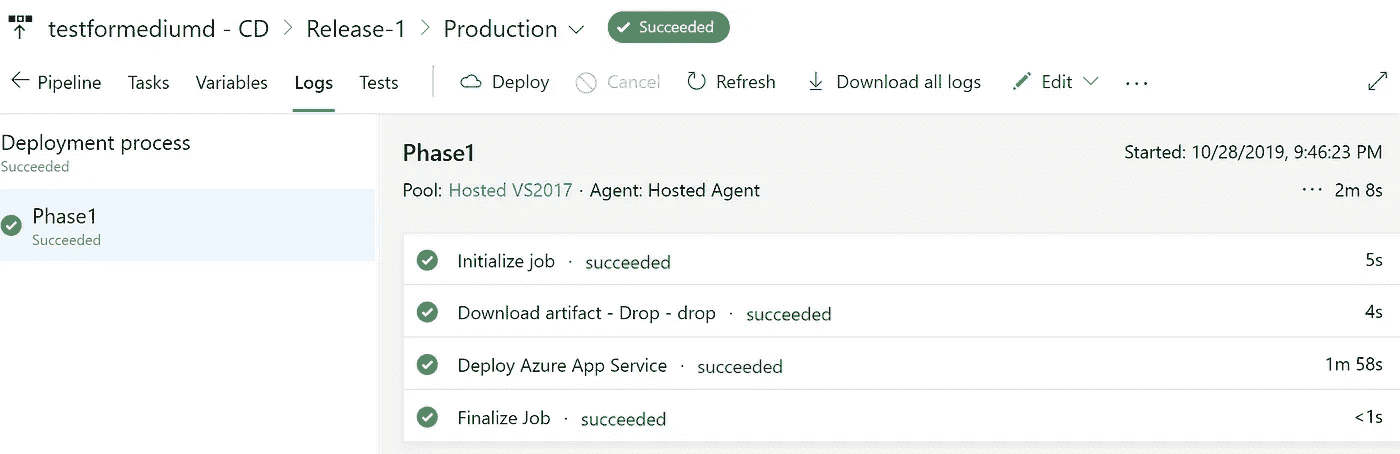 testformediumd - CD > Release-1 > Production Succeeded
Pipeline Tasks Variables Logs Tests Deploy Cancel Refresh Download all logs Edit ...
Deployment process
Succeeded
Phase1
Succeeded
Phase1 Started: 10/28/2019, 9:46:23 PM
Pool: Hosted VS2017 · Agent: Hosted Agent ... 2m 8s
Initialize job · succeeded 5s
Download artifact - Drop - drop · succeeded 4s
Deploy Azure App Service · succeeded 1m 58s
Finalize Job · succeeded <1s